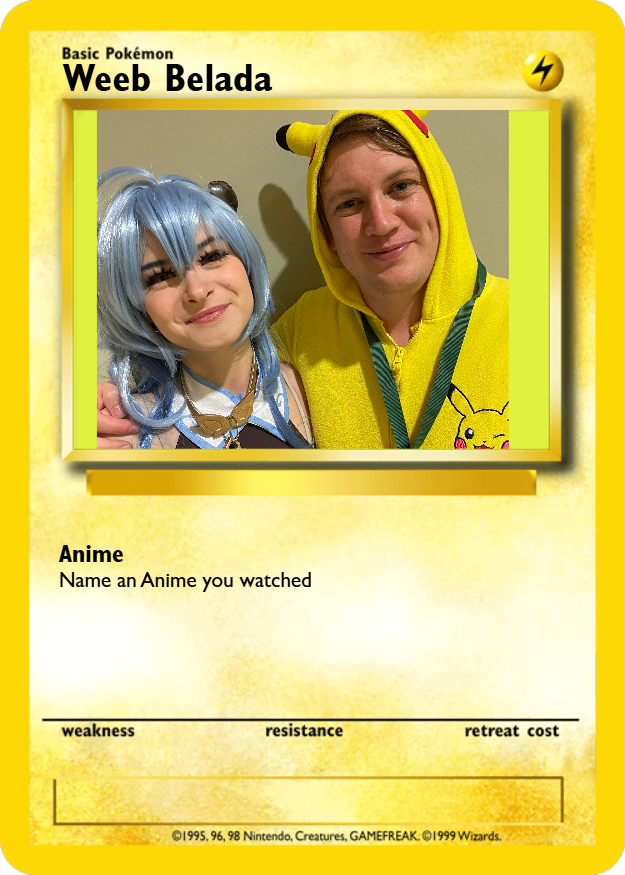 Basic Pokémon
Weeb Belada
Anime
Name an Anime you watched
weakness resistance retreat cost
©1995, 96, 98 Nintendo, Creatures, GAMEFREAK. ©1999 Wizards.